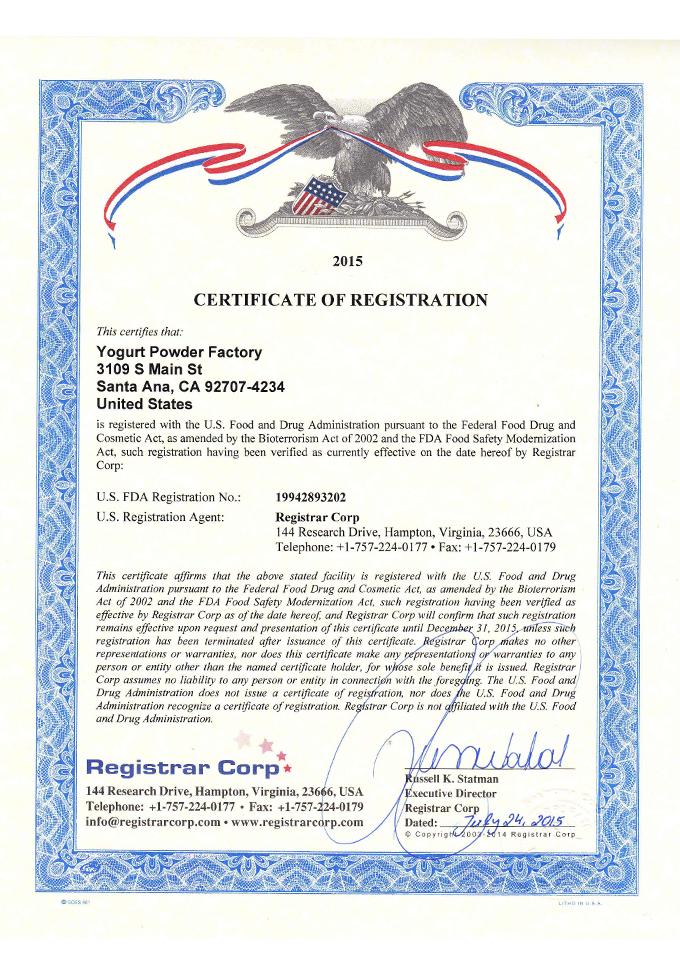 2015
CERTIFICATE OF REGISTRATION
This certifies that:
Yogurt Powder Factory
3109 S Main St
Santa Ana, CA 92707-4234
United States
is registered with the U.S. Food and Drug Administration pursuant to the Federal Food Drug and
Cosmetic Act, as amended by the Bioterrorism Act of 2002 and the FDA Food Safety Modernization
Act, such registration having been verified as currently effective on the date hereof by Registrar
Corp:
U.S. FDA Registration No.: 19942893202
U.S. Registration Agent: Registrar Corp
144 Research Drive, Hampton, Virginia, 23666, USA
Telephone: +1-757-224-0177 • Fax: +1-757-224-0179
This certificate affirms that the above stated facility is registered with the U.S. Food and Drug
Administration pursuant to the Federal Food Drug and Cosmetic Act, as amended by the Bioterrorism
Act of 2002 and the FDA Food Safety Modernization Act, such registration having been verified as
effective by Registrar Corp as of the date hereof, and Registrar Corp will confirm that such registration
remains effective upon request and presentation of this certificate until December 31, 2015, unless such
registration has been terminated after issuance of this certificate. Registrar Corp makes no other
representations or warranties, nor does this certificate make any representations or warranties to any
person or entity other than the named certificate holder, for whose sole benefit it is issued. Registrar
Corp assumes no liability to any person or entity in connection with the foregoing. The U.S. Food and
Drug Administration does not issue a certificate of registration, nor does the U.S. Food and Drug
Administration recognize a certificate of registration. Registrar Corp is not affiliated with the U.S. Food
and Drug Administration.
Registrar Corp
144 Research Drive, Hampton, Virginia, 23666, USA
Telephone: +1-757-224-0177 • Fax: +1-757-224-0179
info@registrarcorp.com • www.registrarcorp.com
Russell K. Statman
Executive Director
Registrar Corp
Dated: July 24, 2015
© Copyright 2003-2014 Registrar Corp
LITHO IN U.S.A.